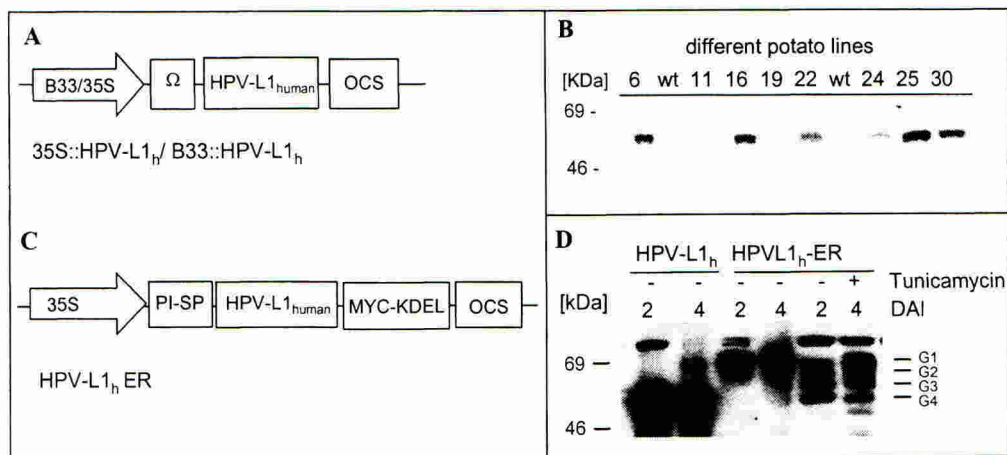 A
B33/35S Ω HPV-L1human OCS
35S::HPV-L1h/ B33::HPV-L1h
C
35S PI-SP HPV-L1human MYC-KDEL OCS
HPV-L1h ER
B
different potato lines
[KDa] 6 wt 11 16 19 22 wt 24 25 30
69 -
46 -
D
HPV-L1h HPVL1h-ER
- - - - - + Tunicamycin
[kDa] 2 4 2 4 2 4 DAI
69 —
46 —
G1
G2
G3
G4